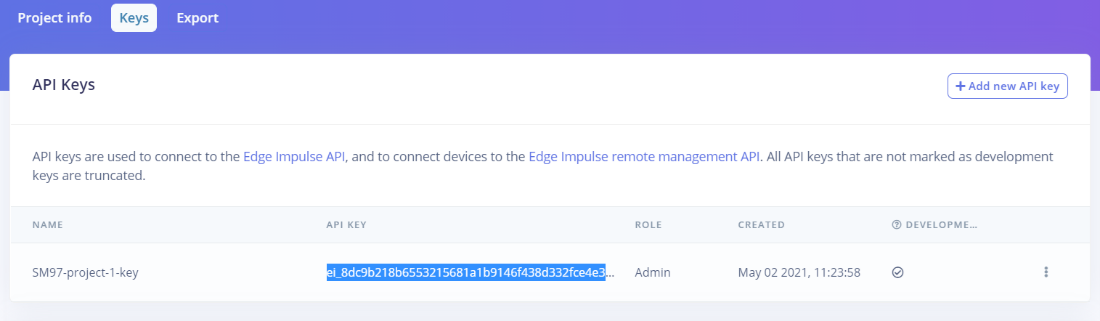 Project info Keys Export
API Keys
+ Add new API key
API keys are used to connect to the Edge Impulse API, and to connect devices to the Edge Impulse remote management API. All API keys that are not marked as development
keys are truncated.
NAME API KEY ROLE CREATED DEVELOPME...
SM97-project-1-key ei_8dc9b218b6553215681a1b9146f438d332fce4e3... Admin May 02 2021, 11:23:58